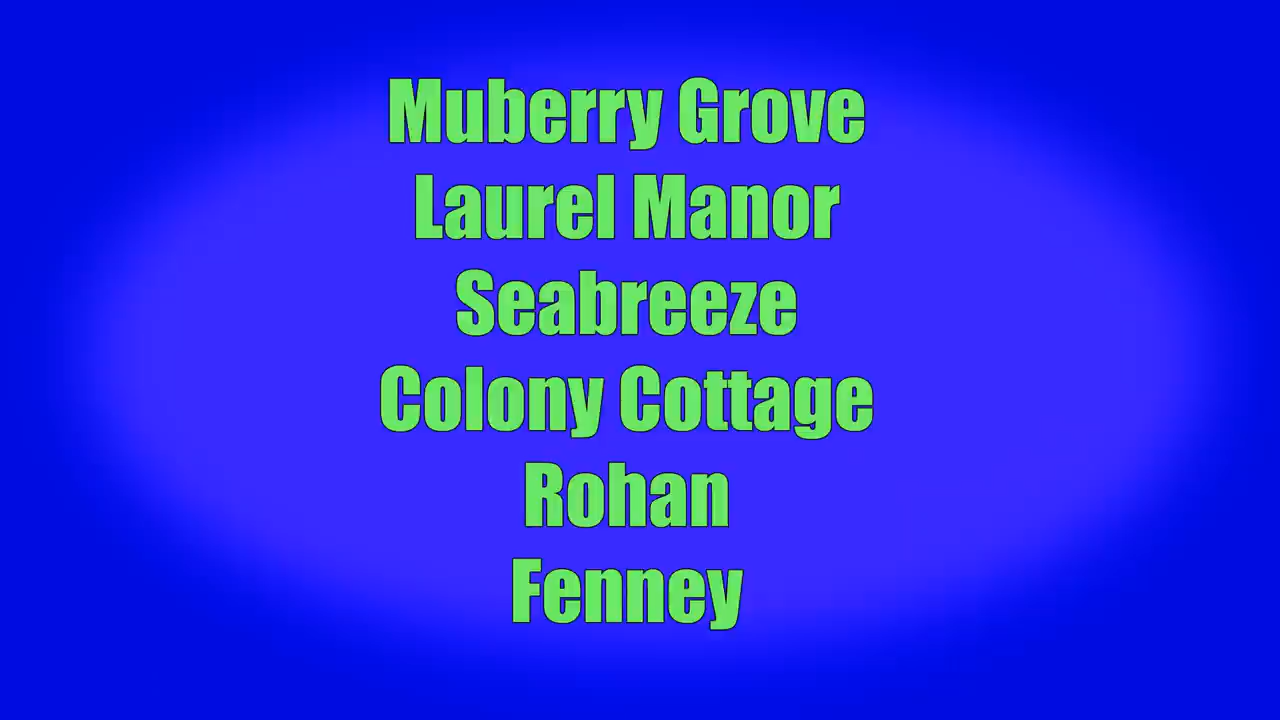 Muberry Grove
Laurel Manor
Seabreeze
Colony Cottage
Rohan
Fenney